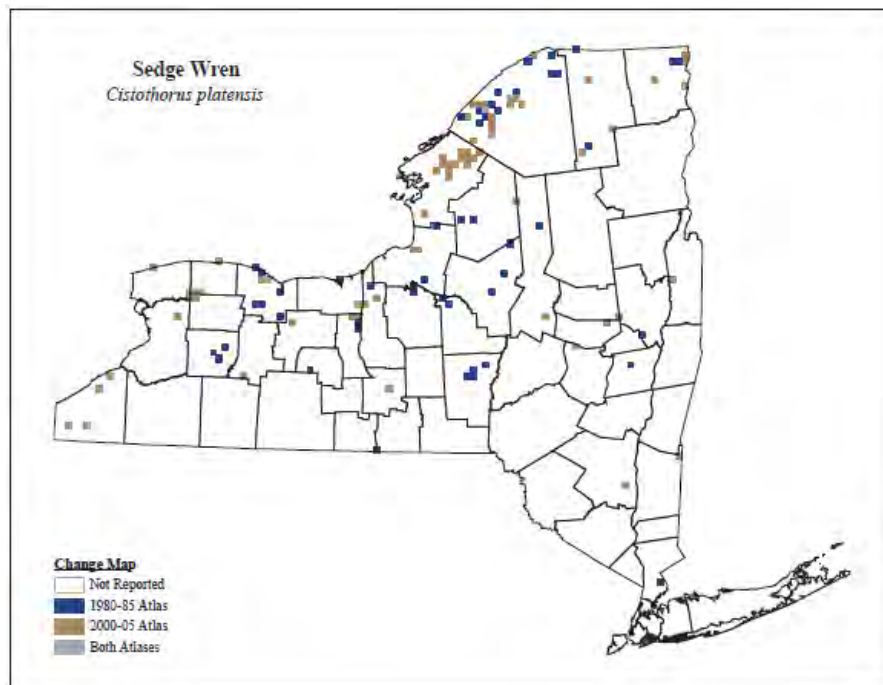 Sedge Wren
Cistothorus platensis
Change Map
Not Reported
1980-85 Atlas
2000-05 Atlas
Both Atlases